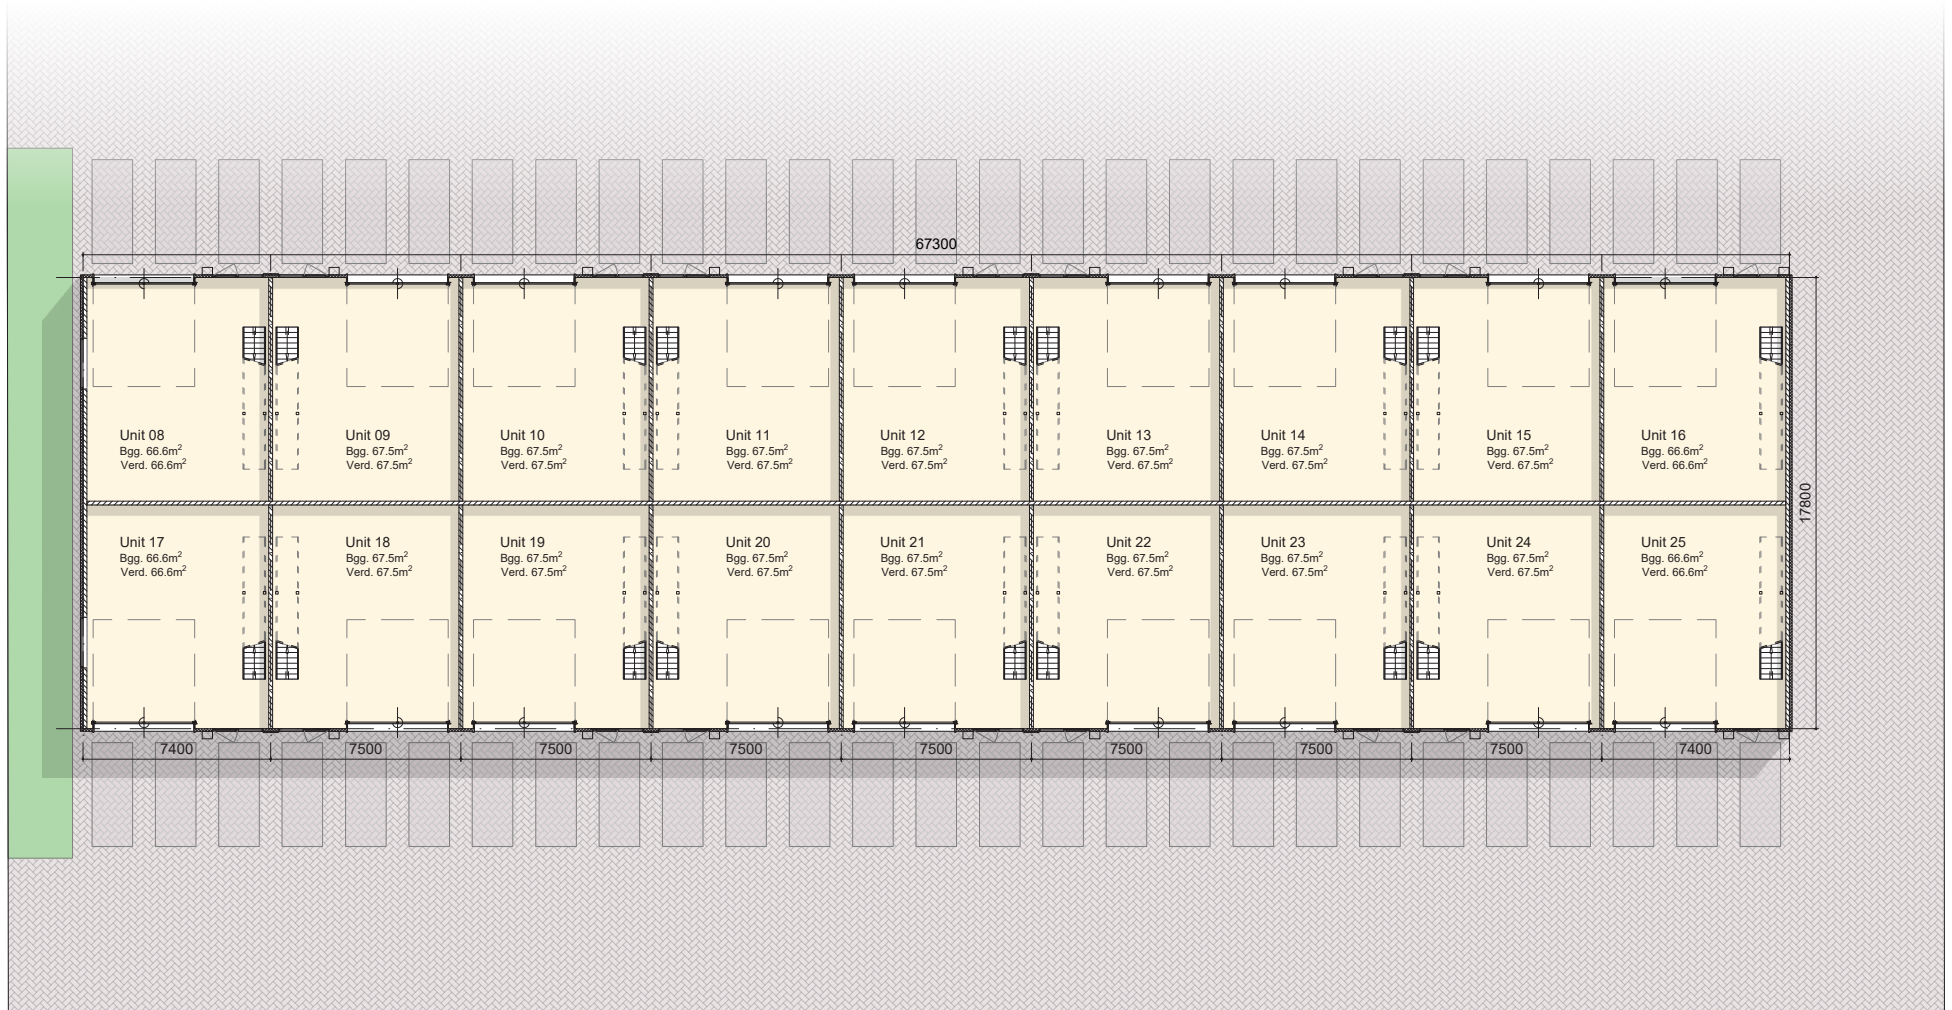 67300
Unit 08
Bgg. 66.6m²
Verd. 66.6m²
Unit 09
Bgg. 67.5m²
Verd. 67.5m²
Unit 10
Bgg. 67.5m²
Verd. 67.5m²
Unit 11
Bgg. 67.5m²
Verd. 67.5m²
Unit 12
Bgg. 67.5m²
Verd. 67.5m²
Unit 13
Bgg. 67.5m²
Verd. 67.5m²
Unit 14
Bgg. 67.5m²
Verd. 67.5m²
Unit 15
Bgg. 67.5m²
Verd. 67.5m²
Unit 16
Bgg. 66.6m²
Verd. 66.6m²
17800
Unit 17
Bgg. 66.6m²
Verd. 66.6m²
Unit 18
Bgg. 67.5m²
Verd. 67.5m²
Unit 19
Bgg. 67.5m²
Verd. 67.5m²
Unit 20
Bgg. 67.5m²
Verd. 67.5m²
Unit 21
Bgg. 67.5m²
Verd. 67.5m²
Unit 22
Bgg. 67.5m²
Verd. 67.5m²
Unit 23
Bgg. 67.5m²
Verd. 67.5m²
Unit 24
Bgg. 67.5m²
Verd. 67.5m²
Unit 25
Bgg. 66.6m²
Verd. 66.6m²
7400
7500
7500
7500
7500
7500
7500
7500
7400